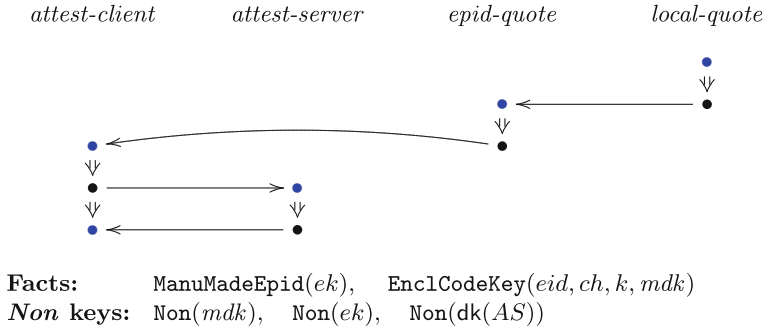 attest-client attest-server epid-quote local-quote
Facts: ManuMadeEpid(ek), EnclCodeKey(eid, ch, k, mdk)
Non keys: Non(mdk), Non(ek), Non(dk(AS))